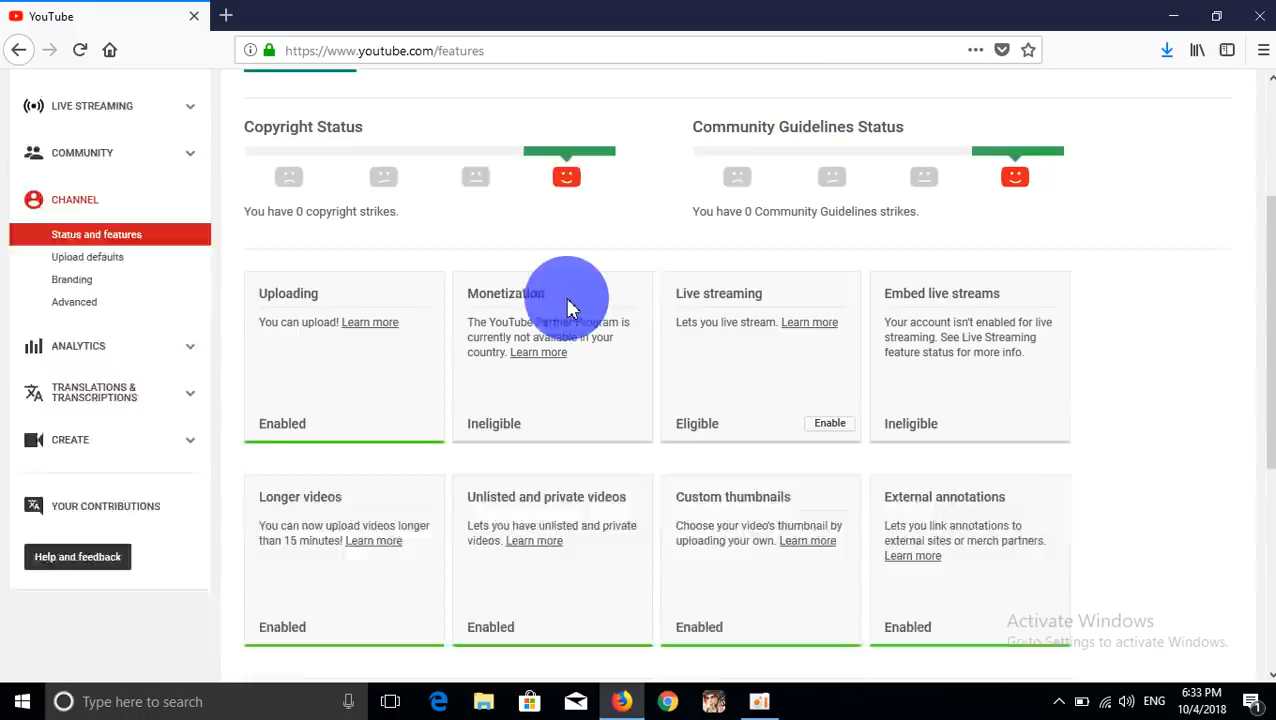 YouTube
https://www.youtube.com/features
LIVE STREAMING
COMMUNITY
CHANNEL
Status and features
Upload defaults
Branding
Advanced
ANALYTICS
TRANSLATIONS &
TRANSCRIPTIONS
CREATE
YOUR CONTRIBUTIONS
Help and feedback
Copyright Status
You have 0 copyright strikes.
Community Guidelines Status
You have 0 Community Guidelines strikes.
Uploading
You can upload! Learn more
Enabled
Monetization
The YouTube Partner Program is
currently not available in your
country. Learn more
Ineligible
Live streaming
Lets you live stream. Learn more
Eligible
Enable
Embed live streams
Your account isn't enabled for live
streaming. See Live Streaming
feature status for more info.
Ineligible
Longer videos
You can now upload videos longer
than 15 minutes! Learn more
Enabled
Unlisted and private videos
Lets you have unlisted and private
videos. Learn more
Enabled
Custom thumbnails
Choose your video's thumbnail by
uploading your own. Learn more
Enabled
External annotations
Lets you link annotations to
external sites or merch partners.
Learn more
Enabled
Activate Windows
Go to Settings to activate Windows.
Type here to search
ENG
6:33 PM
10/4/2018
1